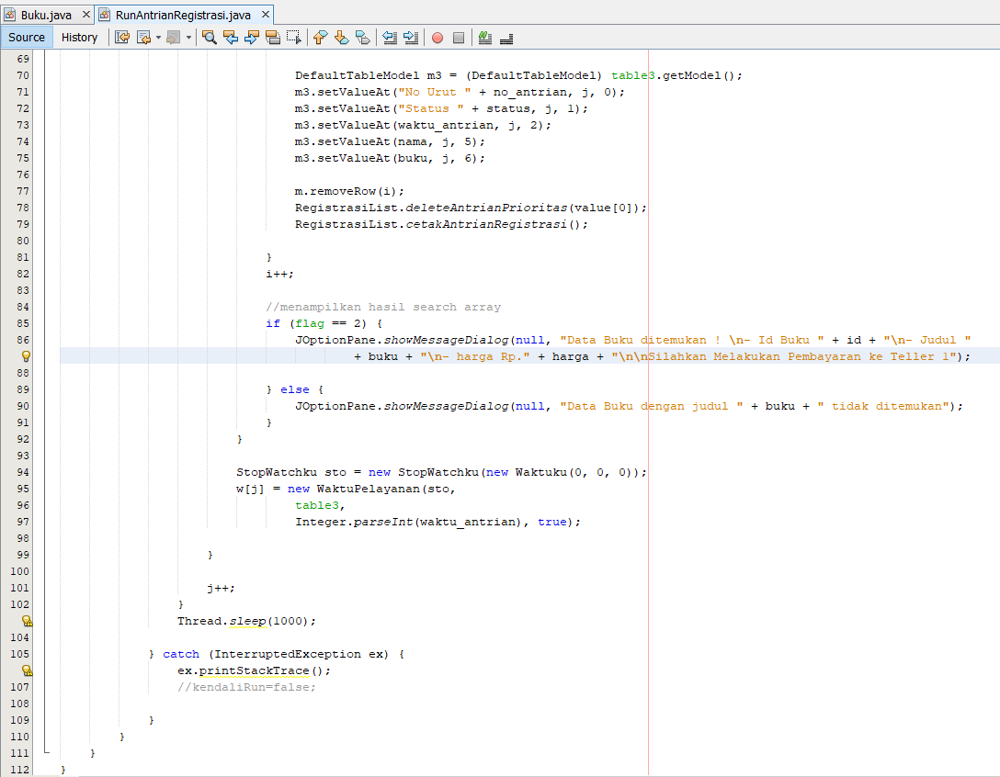 Buku.java
RunAntrianRegistrasi.java
Source History
69
70 DefaultTableModel m3 = (DefaultTableModel) table3.getModel();
71 m3.setValueAt("No Urut " + no_antrian, j, 0);
72 m3.setValueAt("Status " + status, j, 1);
73 m3.setValueAt(waktu_antrian, j, 2);
74 m3.setValueAt(nama, j, 5);
75 m3.setValueAt(buku, j, 6);
76
77 m.removeRow(i);
78 RegistrasiList.deleteAntrianPrioritas(value[0]);
79 RegistrasiList.cetakAntrianRegistrasi();
80
81 }
82 i++;
83
84 //menampilkan hasil search array
85 if (flag == 2) {
86 JOptionPane.showMessageDialog(null, "Data Buku ditemukan ! \n- Id Buku " + id + "\n- Judul "
+ buku + "\n- harga Rp." + harga + "\n\nSilahkan Melakukan Pembayaran ke Teller 1");
88
89 } else {
90 JOptionPane.showMessageDialog(null, "Data Buku dengan judul " + buku + " tidak ditemukan");
91 }
92 }
93
94 StopWatchku sto = new StopWatchku(new Waktuku(0, 0, 0));
95 w[j] = new WaktuPelayanan(sto,
96 table3,
97 Integer.parseInt(waktu_antrian), true);
98
99 }
100
101 j++;
102 }
Thread.sleep(1000);
104
105 } catch (InterruptedException ex) {
ex.printStackTrace();
107 //kendaliRun=false;
108
109 }
110 }
111 }
112 }